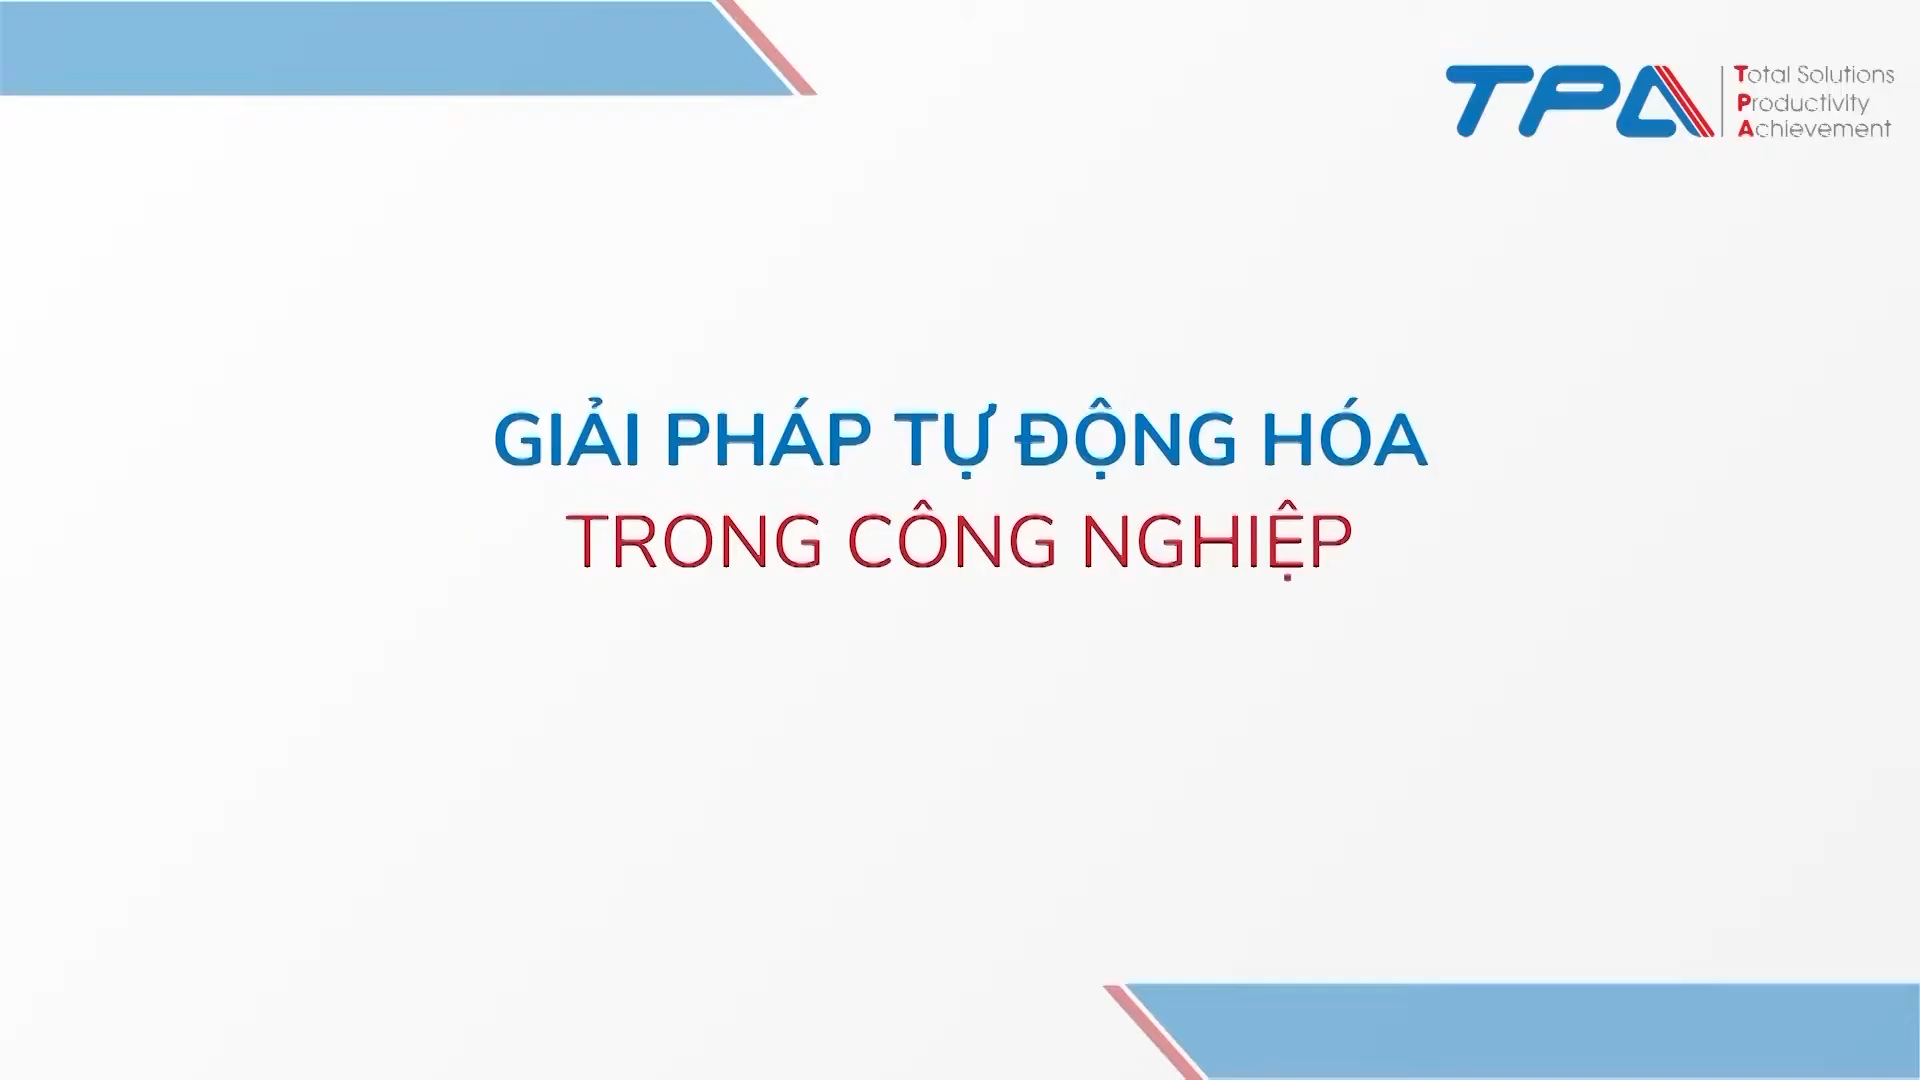 TPA
Total Solutions
Productivity
Achievement
GIẢI PHÁP TỰ ĐỘNG HÓA
TRONG CÔNG NGHIỆP